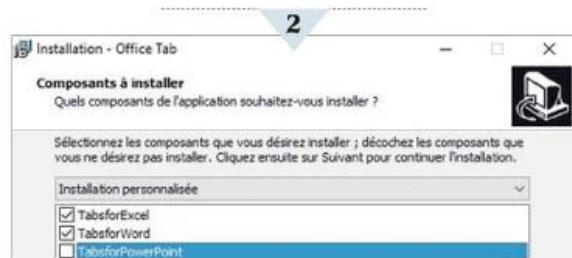 2
Installation - Office Tab
Composants à installer
Quels composants de l'application souhaitez-vous installer ?
Sélectionnez les composants que vous désirez installer ; décochez les composants que
vous ne désirez pas installer. Cliquez ensuite sur Suivant pour continuer l'installation.
Installation personnalisée
TabsforExcel
TabsforWord
TabsforPowerPoint